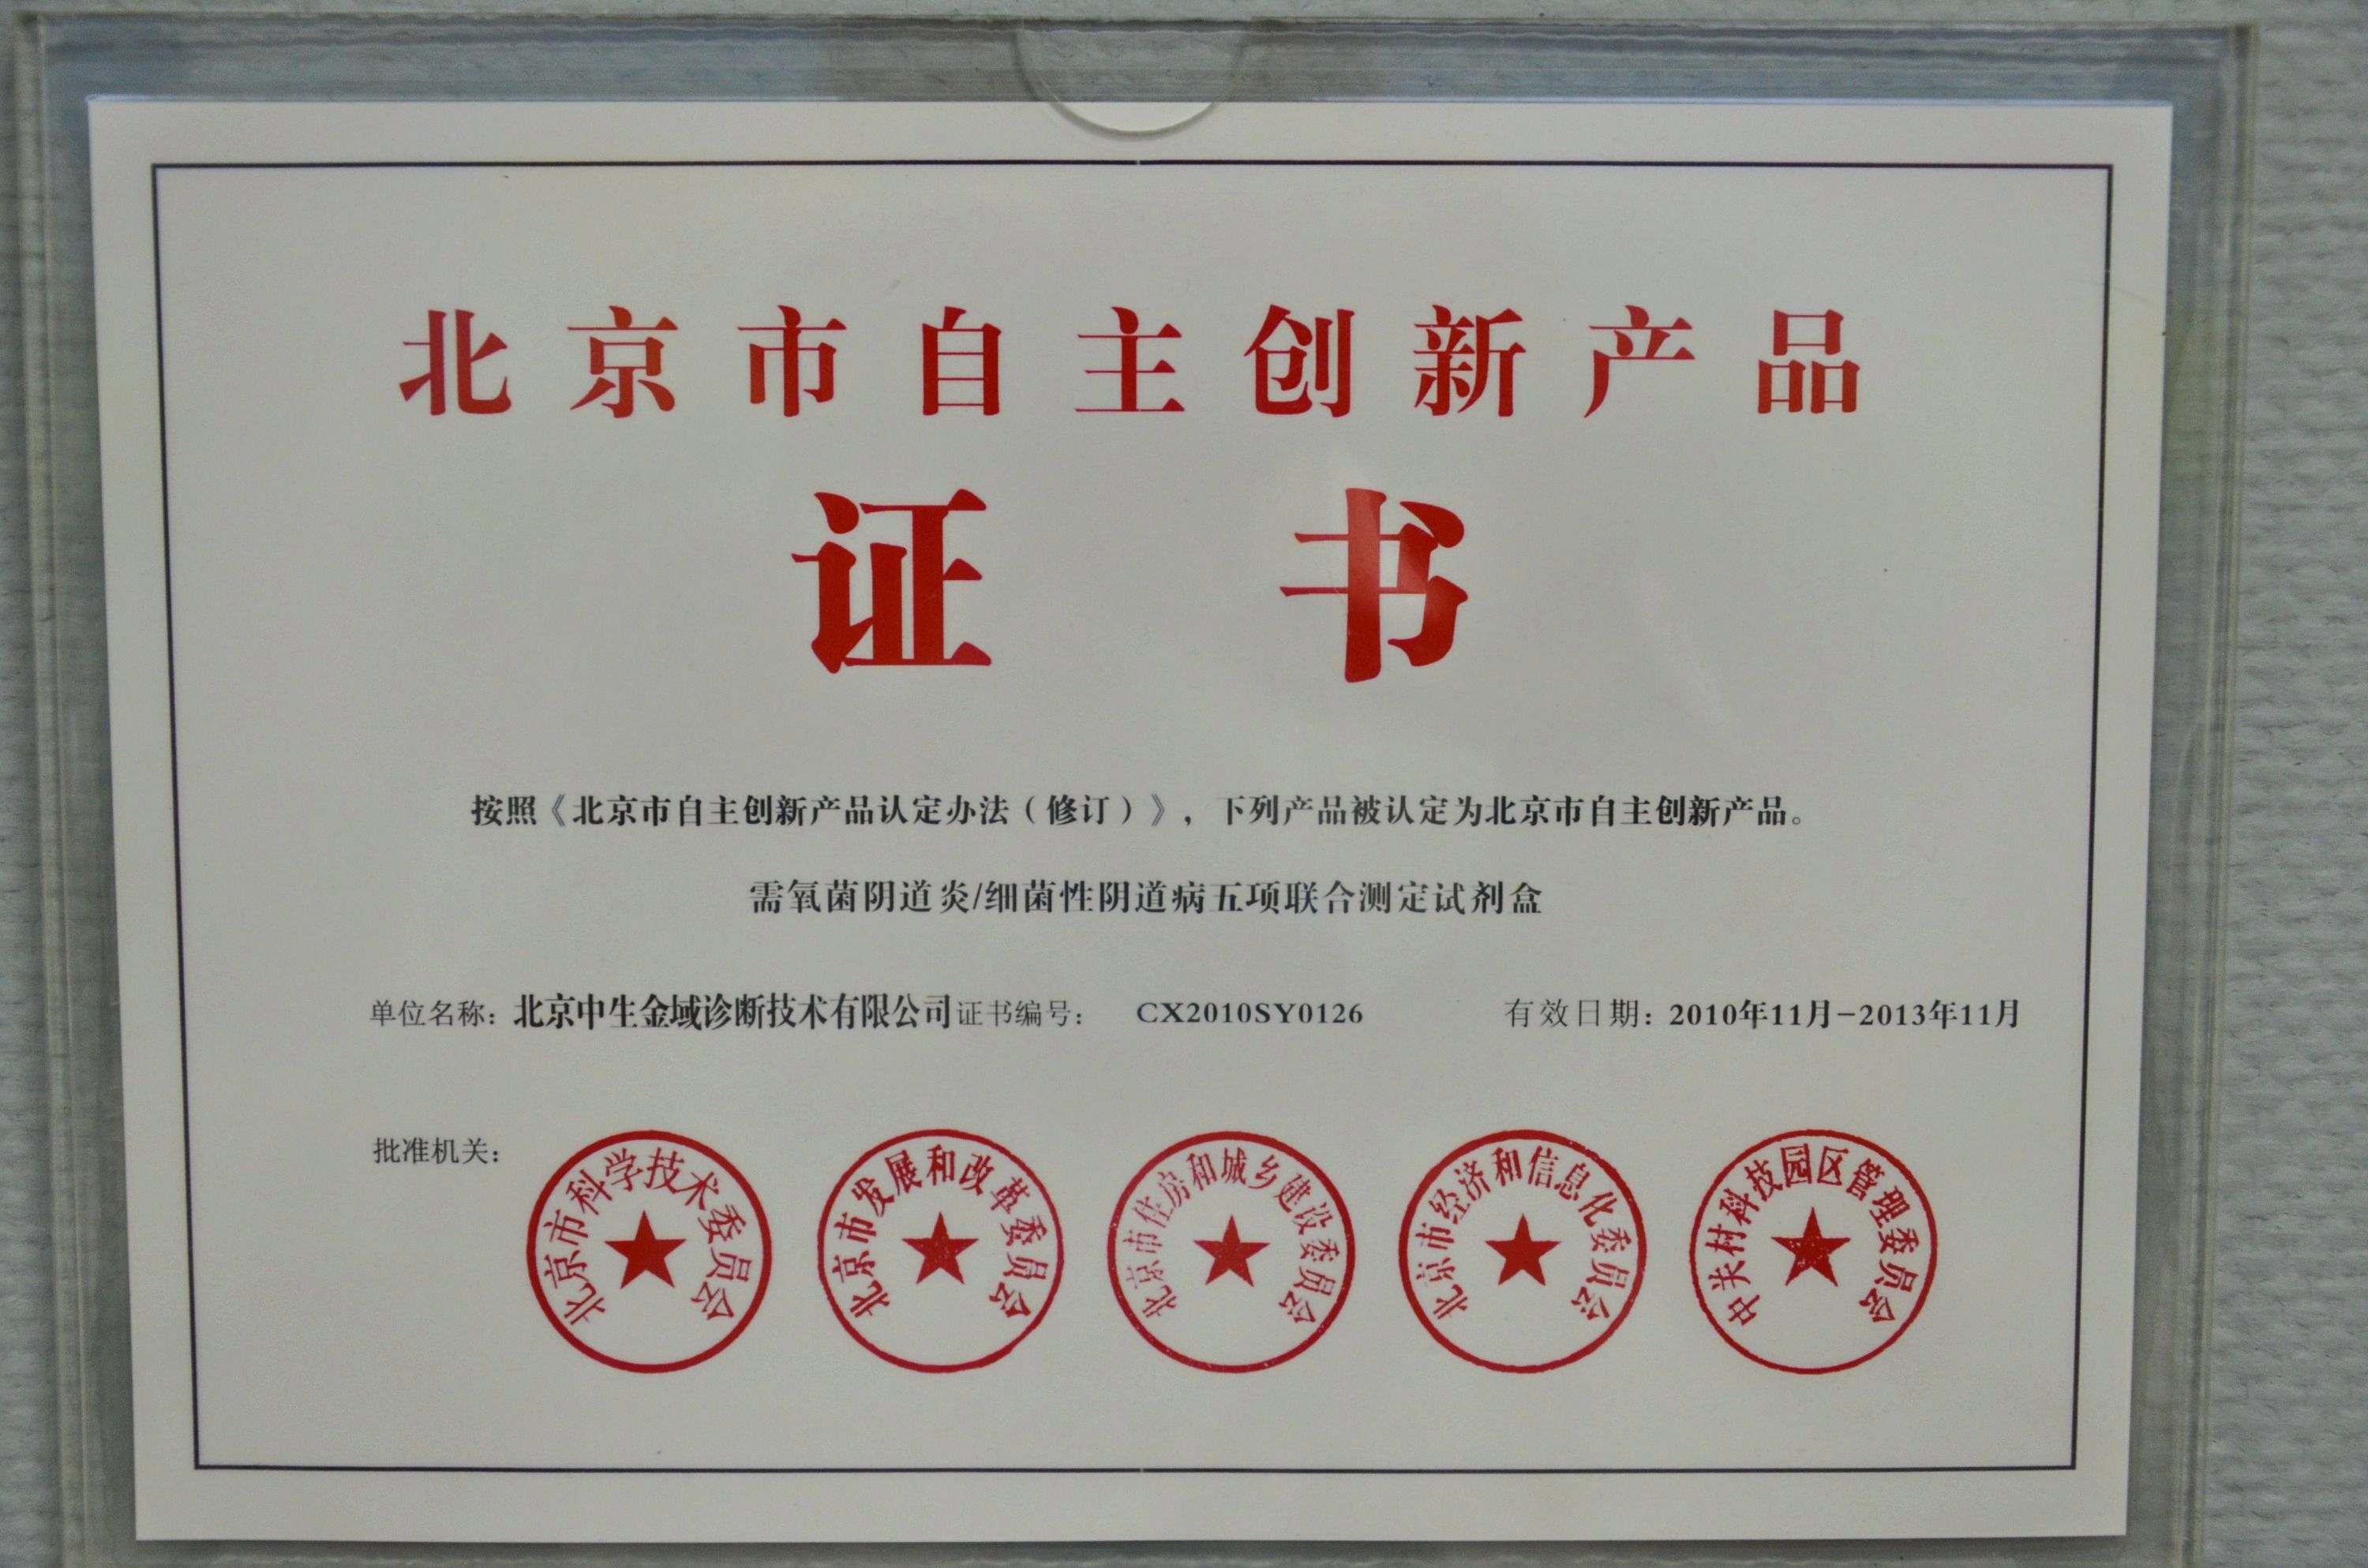 北京市自主创新产品
证书
按照《北京市自主创新产品认定办法（修订）》，下列产品被认定为北京市自主创新产品。
需氧菌阴道炎/细菌性阴道病五项联合测定试剂盒
单位名称：北京中生金域诊断技术有限公司 证书编号： CX2010SY0126 有效日期：2010年11月-2013年11月
批准机关：
北京市科学技术委员会
北京市发展和改革委员会
北京市住房和城乡建设委员会
北京市经济和信息化委员会
中关村科技园区管理委员会